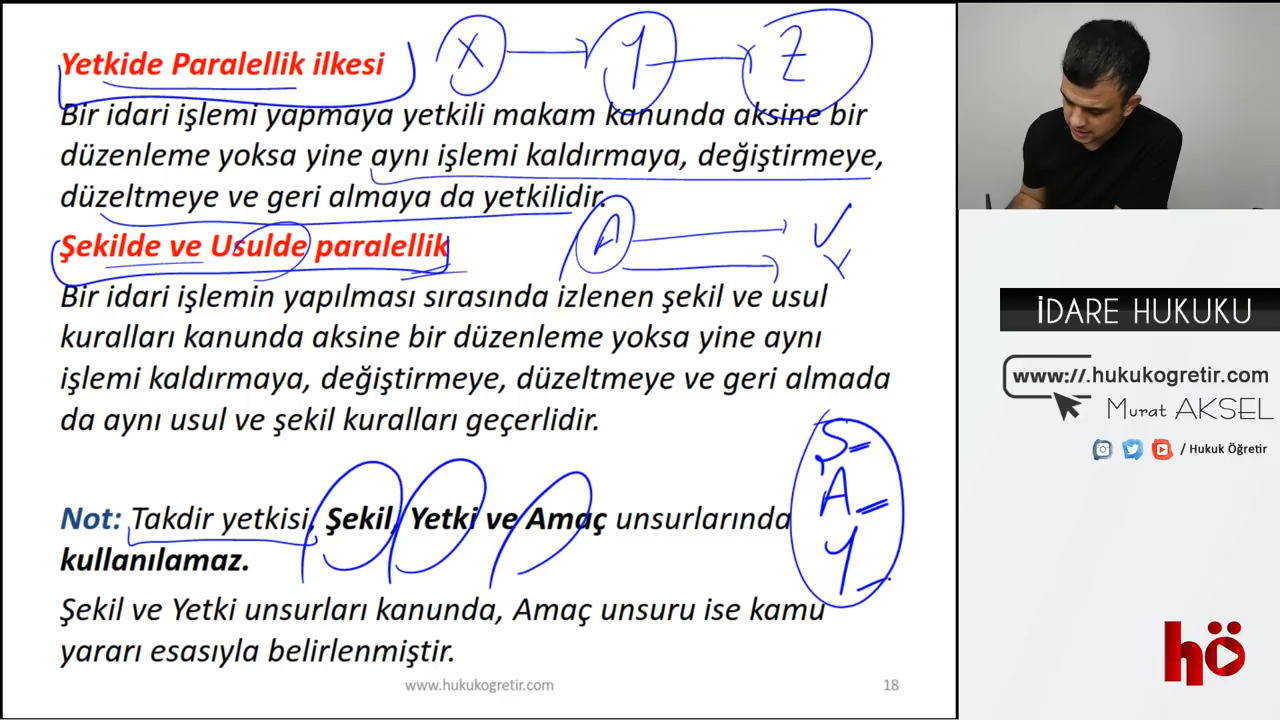 Yetkide Paralellik ilkesi
X Y Z
Bir idari işlemi yapmaya yetkili makam kanunda aksine bir
düzenleme yoksa yine aynı işlemi kaldırmaya, değiştirmeye,
düzeltmeye ve geri almaya da yetkilidir.
A
Şekilde ve Usulde paralellik
Bir idari işlemin yapılması sırasında izlenen şekil ve usul
kuralları kanunda aksine bir düzenleme yoksa yine aynı
işlemi kaldırmaya, değiştirmeye, düzeltmeye ve geri almada
da aynı usul ve şekil kuralları geçerlidir.
Ş
A
Y
Not: Takdir yetkisi, Şekil, Yetki ve Amaç unsurlarında
kullanılamaz.
Şekil ve Yetki unsurları kanunda, Amaç unsuru ise kamu
yararı esasıyla belirlenmiştir.
www.hukukogretir.com 18
İDARE HUKUKU
www://.hukukogretir.com
Murat AKSEL
/ Hukuk Öğretir
hö